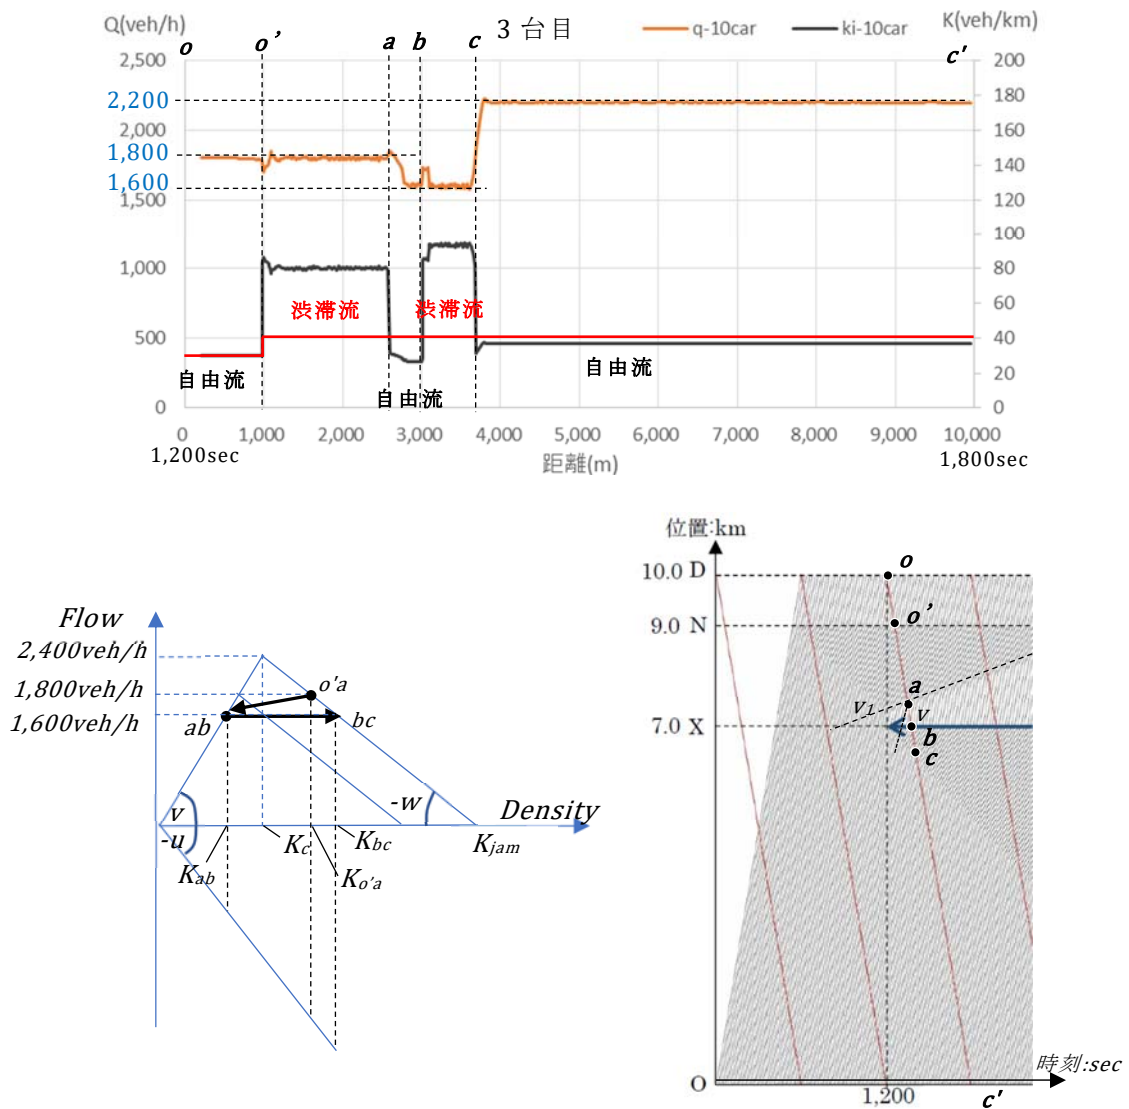 Q(veh/h)
3台目
q-10car
ki-10car
K(veh/km)
o
o’
a
b
c
c'
2,500
200
2,200
180
2,000
160
1,800
140
1,600
120
1,500
100
1,000
80
渋滞流
渋滞流
60
500
40
自由流
自由流
20
自由流
0
0
0
1,000
2,000
3,000
4,000
5,000
6,000
7,000
8,000
9,000
10,000
1,200sec
距離(m)
1,800sec
Flow
2,400veh/h
1,800veh/h
1,600veh/h
o'a
ab
bc
v
-u
-w
Density
Kab
Kc
Ko'a
Kbc
Kjam
位置:km
10.0 D
o
9.0 N
o’
a
v1
v
7.0 X
b
c
O
時刻:sec
1,200
c'